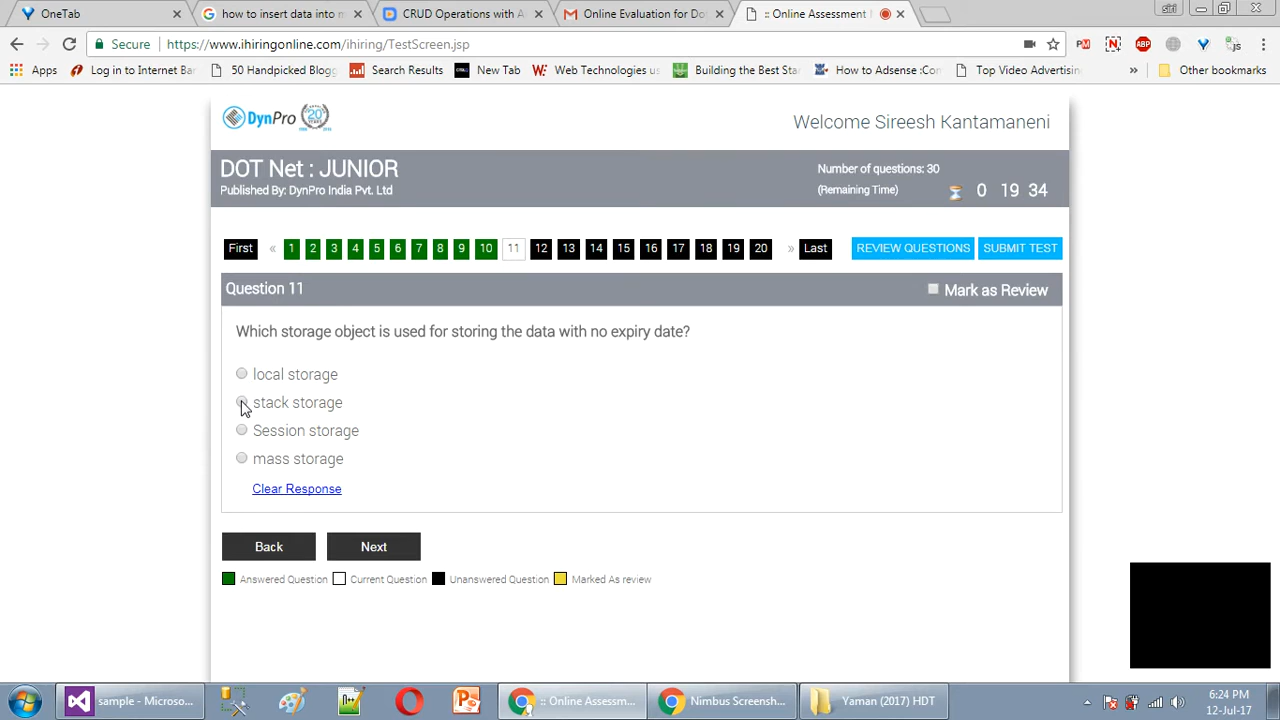 OneTab
how to insert data into m
CRUD Operations with A
Online Evaluation for Do
:: Online Assessment
Secure
https://www.ihiringonline.com/ihiring/TestScreen.jsp
Apps
Log in to Internet Ba
50 Handpicked Blogg
Search Results
New Tab
Web Technologies us
Building the Best Sta
How to Adsense :Con
Top Video Advertisin
»
Other bookmarks
DynPro
20
Welcome Sireesh Kantamaneni
DOT Net : JUNIOR
Published By: DynPro India Pvt. Ltd
Number of questions: 30
(Remaining Time)
0 19 34
First « 1 2 3 4 5 6 7 8 9 10 11 12 13 14 15 16 17 18 19 20 » Last
REVIEW QUESTIONS
SUBMIT TEST
Question 11
Mark as Review
Which storage object is used for storing the data with no expiry date?
local storage
stack storage
Session storage
mass storage
Clear Response
Back
Next
Answered Question
Current Question
Unanswered Question
Marked As review
sample - Microso...
:: Online Assessm...
Nimbus Screensh...
Yaman (2017) HDT
6:24 PM
12-Jul-17